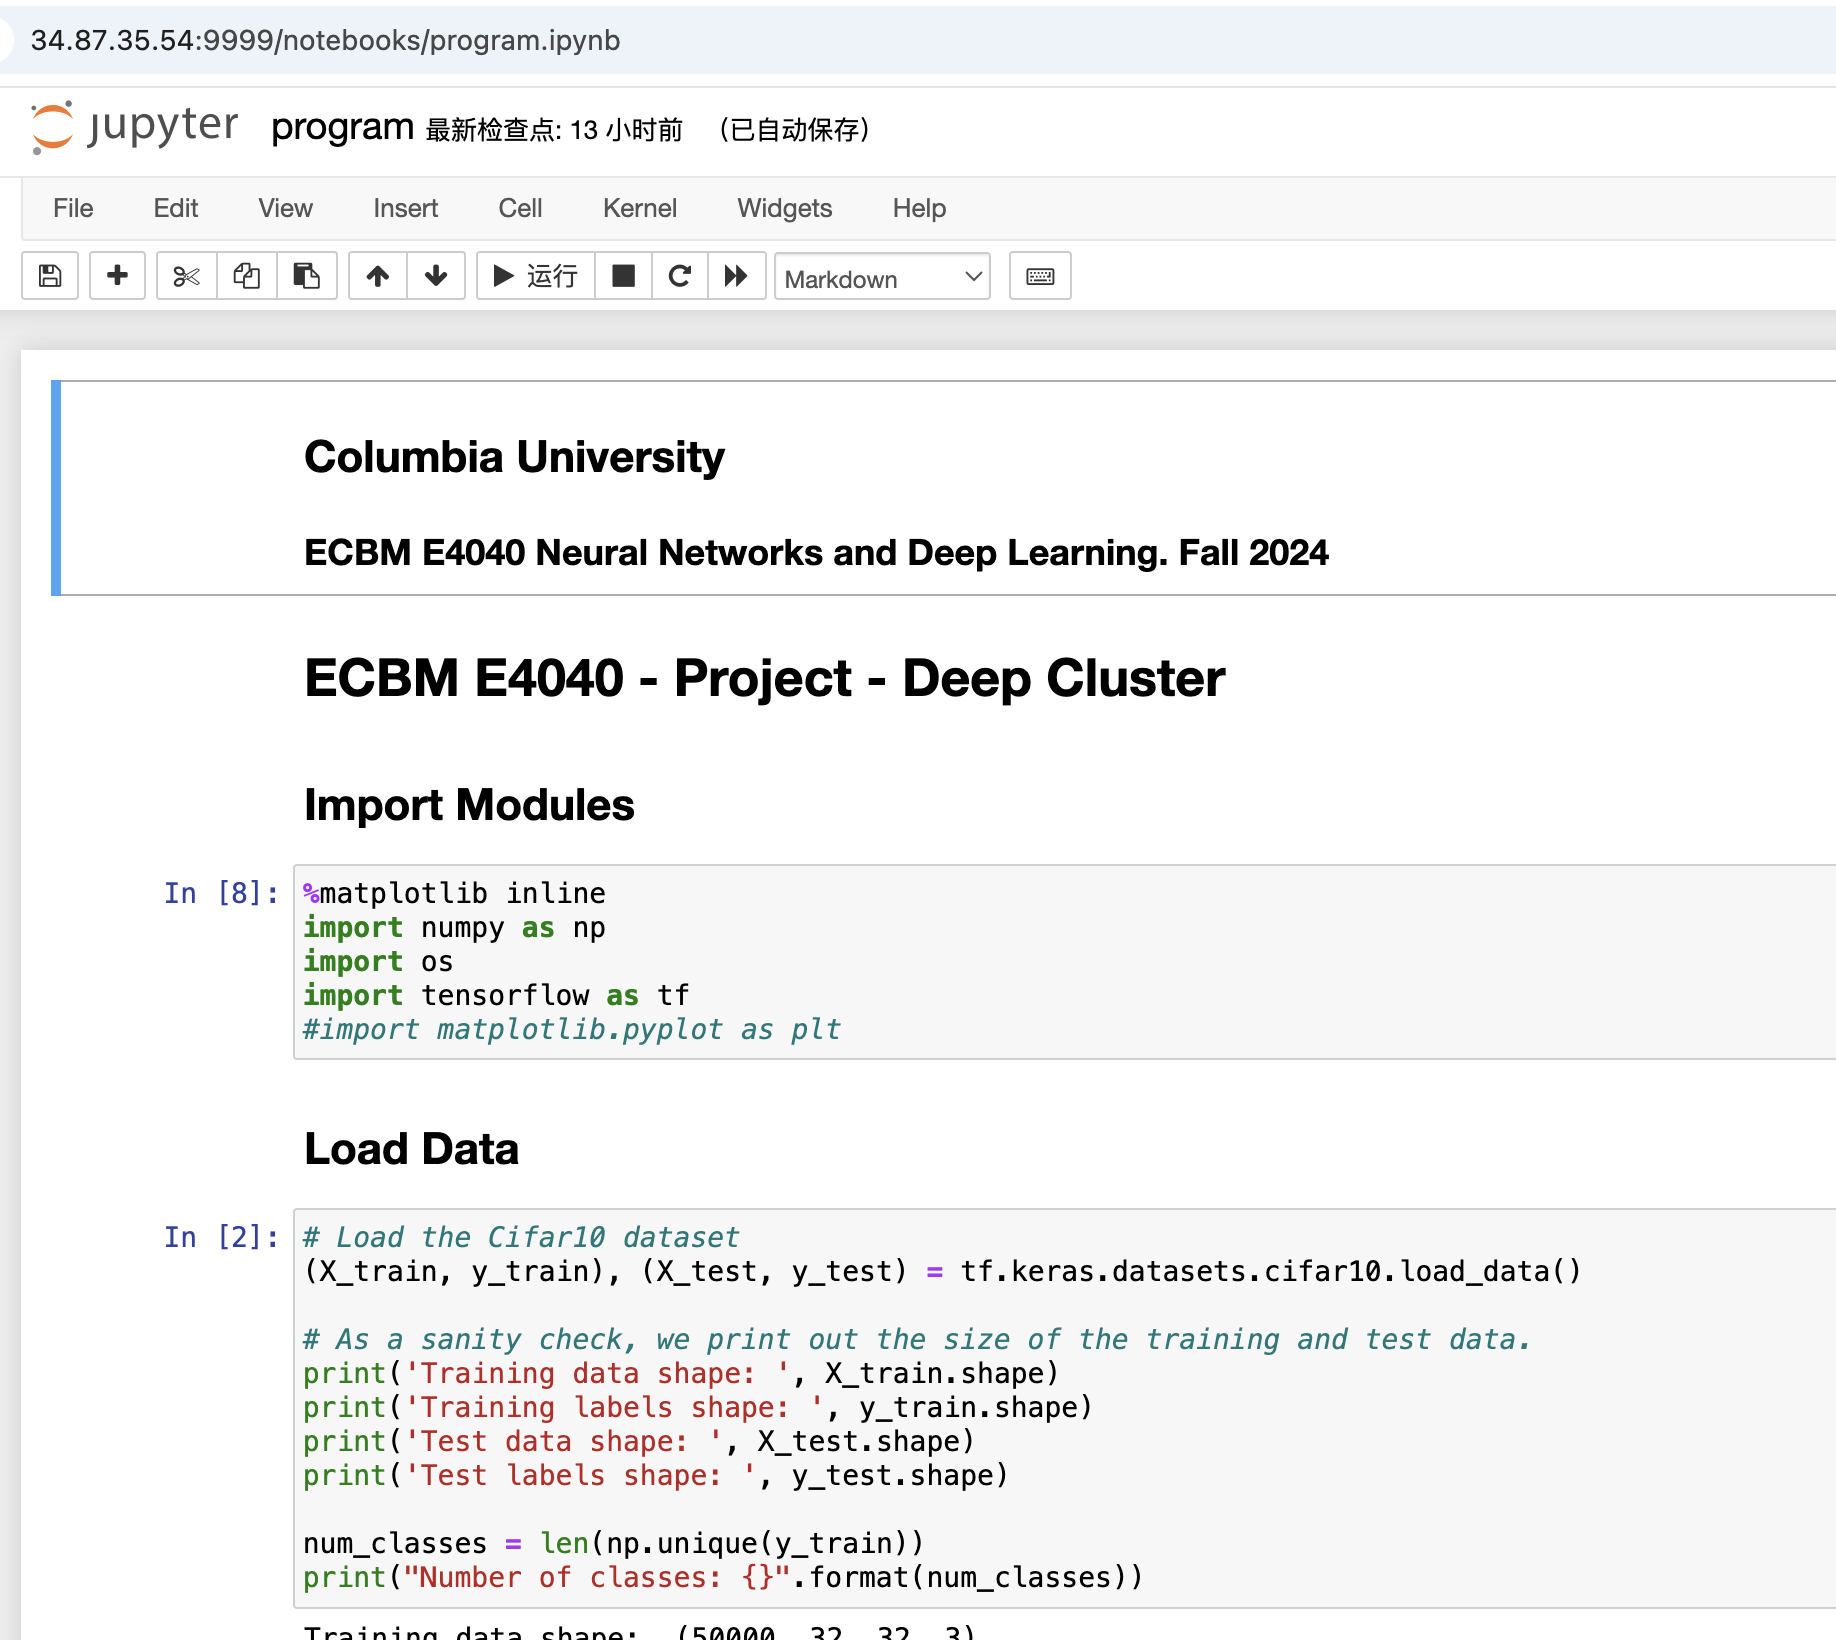 34.87.35.54:9999/notebooks/program.ipynb
jupyter program 最新检查点: 13 小时前 (已自动保存)
File Edit View Insert Cell Kernel Widgets Help
运行 Markdown
Columbia University
ECBM E4040 Neural Networks and Deep Learning. Fall 2024
ECBM E4040 - Project - Deep Cluster
Import Modules
In [8]: %matplotlib inline
import numpy as np
import os
import tensorflow as tf
#import matplotlib.pyplot as plt
Load Data
In [2]: # Load the Cifar10 dataset
(X_train, y_train), (X_test, y_test) = tf.keras.datasets.cifar10.load_data()
# As a sanity check, we print out the size of the training and test data.
print('Training data shape: ', X_train.shape)
print('Training labels shape: ', y_train.shape)
print('Test data shape: ', X_test.shape)
print('Test labels shape: ', y_test.shape)
num_classes = len(np.unique(y_train))
print("Number of classes: {}".format(num_classes))
Training data shape:  (50000, 32, 32, 3)